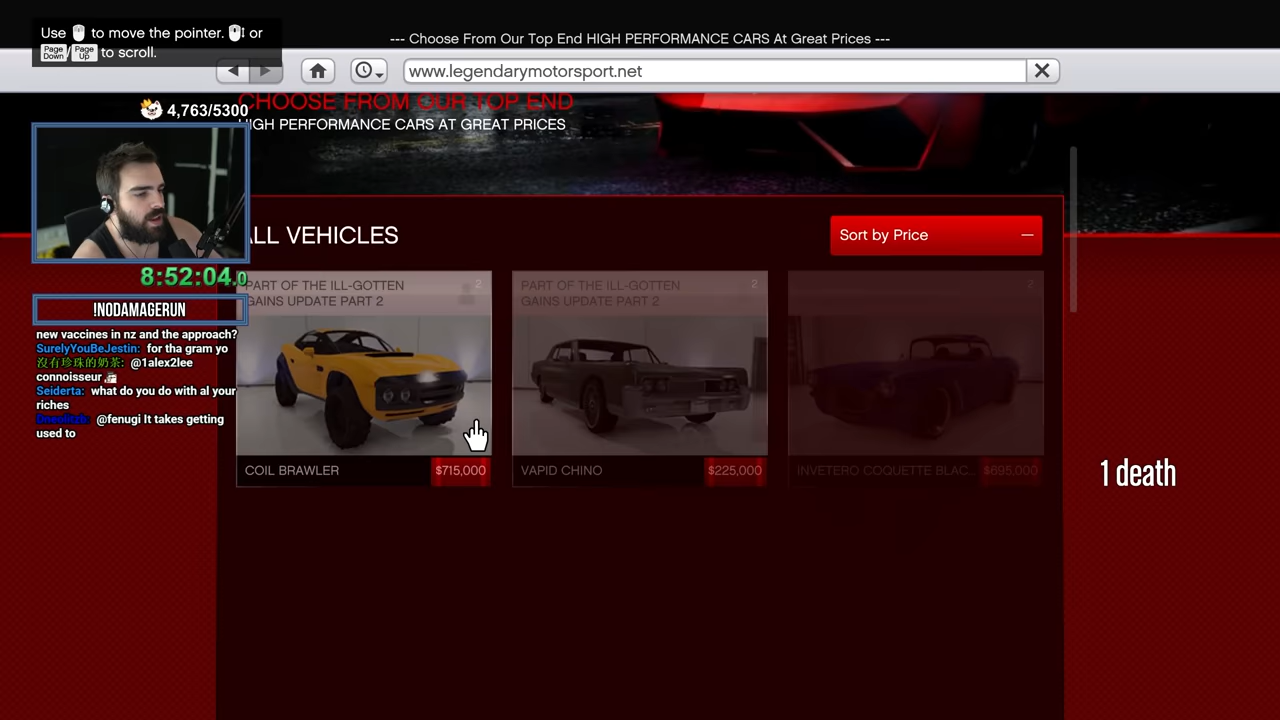 Use to move the pointer. or
Page Down / Page Up to scroll.
--- Choose From Our Top End HIGH PERFORMANCE CARS At Great Prices ---
www.legendarymotorsport.net
4,763/5300
CHOOSE FROM OUR TOP END
HIGH PERFORMANCE CARS AT GREAT PRICES
ALL VEHICLES
Sort by Price
8:52:04.0
!NODAMAGERUN
new vaccines in nz and the approach?
SurelyYouBeJestin: for tha gram yo
沒有珍珠的奶茶: @1alex2lee
connoisseur
Seiderta: what do you do with al your
riches
@fenugi It takes getting
used to
PART OF THE ILL-GOTTEN
GAINS UPDATE PART 2
2
COIL BRAWLER
$715,000
PART OF THE ILL-GOTTEN
GAINS UPDATE PART 2
2
VAPID CHINO
$225,000
2
INVETERO COQUETTE BLAC...
$695,000
1 death